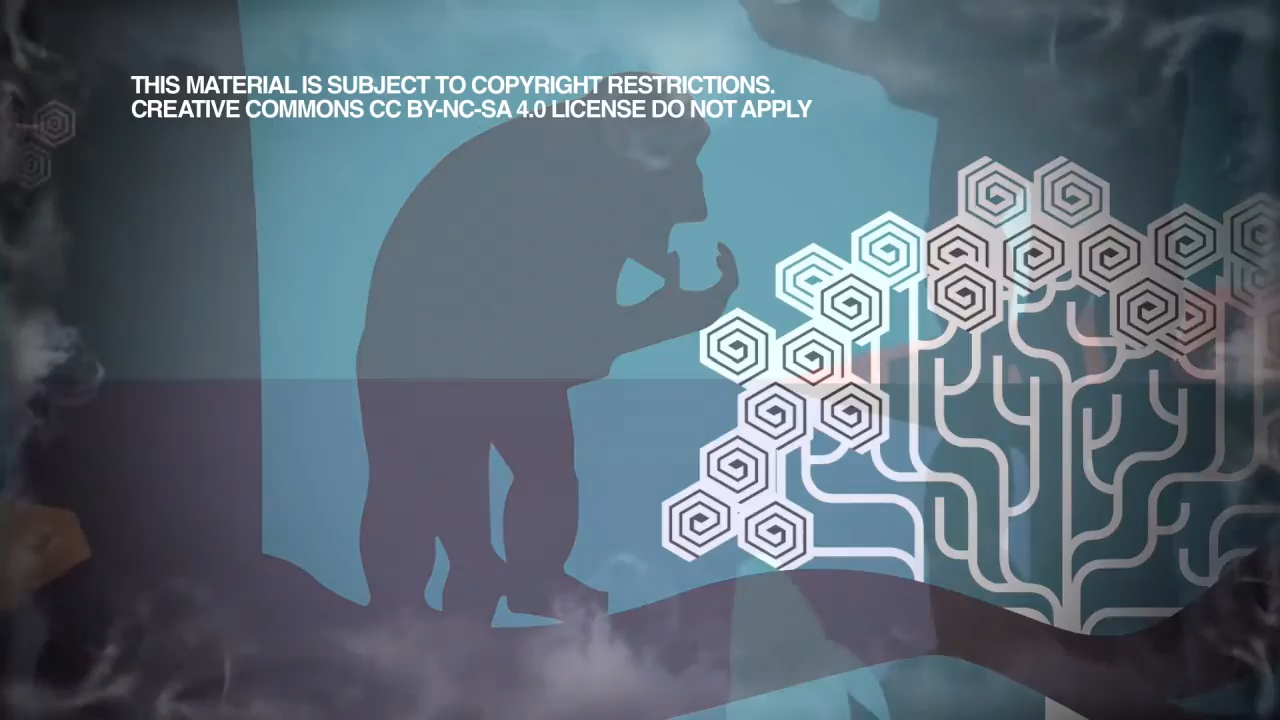 THIS MATERIAL IS SUBJECT TO COPYRIGHT RESTRICTIONS.
CREATIVE COMMONS CC BY-NC-SA 4.0 LICENSE DO NOT APPLY